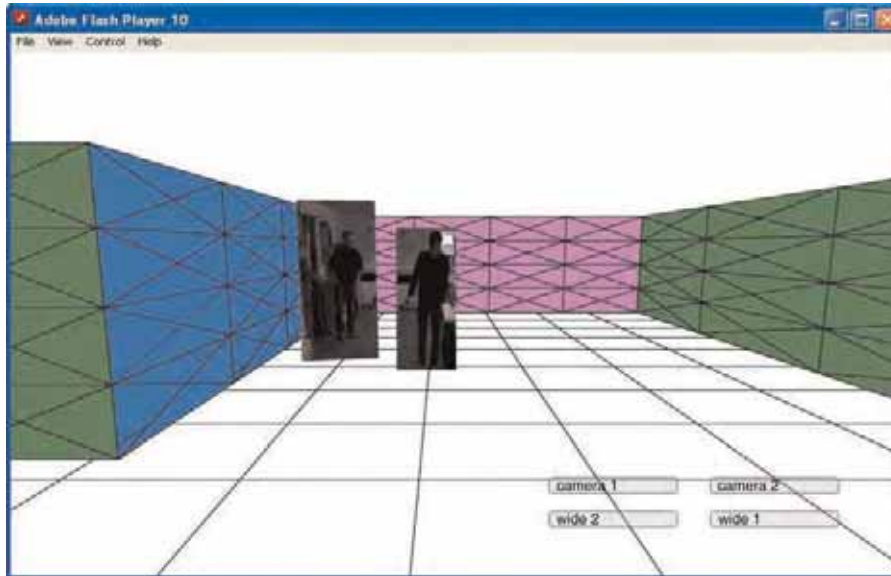 Adobe Flash Player 10
File View Control Help
camera 1 camera 2
wide 2 wide 1